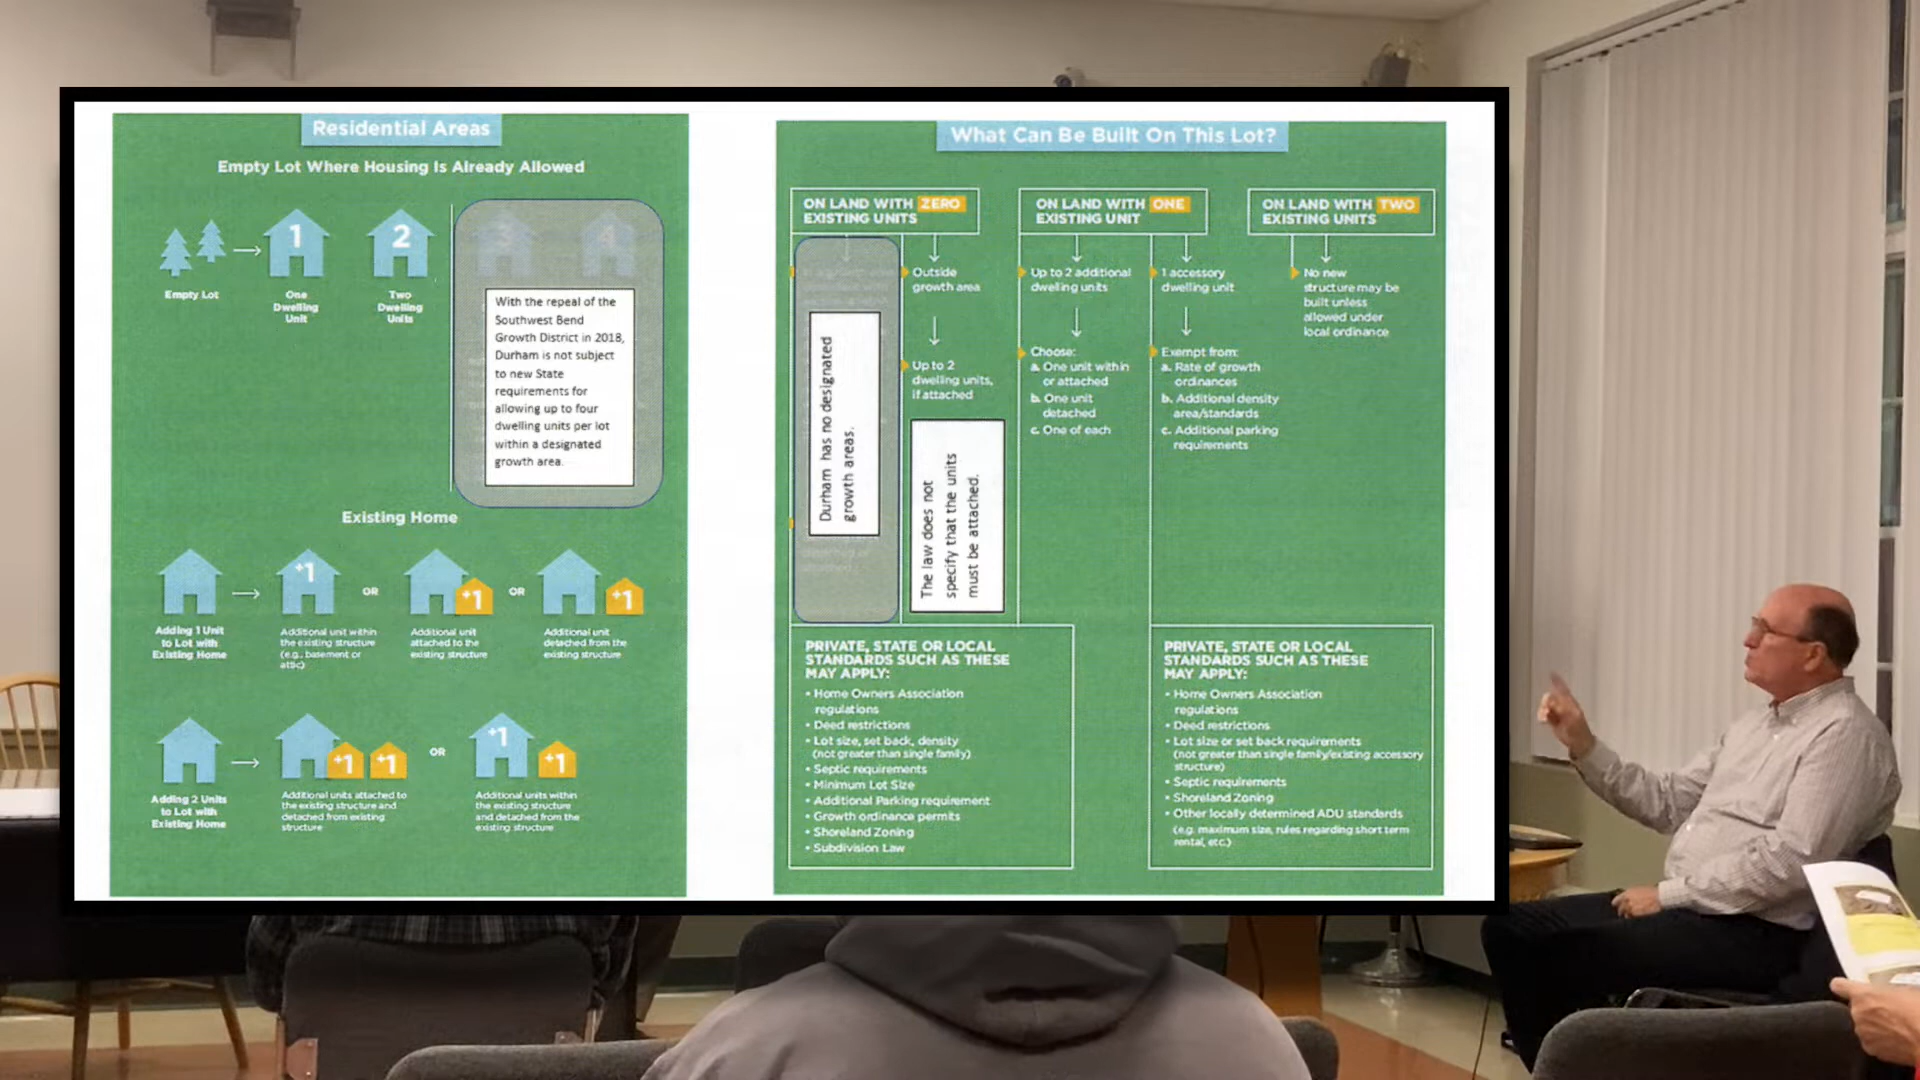 Residential Areas
Empty Lot Where Housing Is Already Allowed
1
2
3
4
Empty Lot
One
Dwelling
Unit
Two
Dwelling
Units
With the repeal of the
Southwest Bend
Growth District in 2018,
Durham is not subject
to new State
requirements for
allowing up to four
dwelling units per lot
within a designated
growth area.
Existing Home
+1
OR
+1
OR
+1
Adding 1 Unit
to Lot with
Existing Home
Additional unit within
the existing structure
(e.g., basement or
attic)
Additional unit
attached to the
existing structure
Additional unit
detached from the
existing structure
+1
+1
OR
+1
+1
Adding 2 Units
to Lot with
Existing Home
Additional units attached to
the existing structure and
detached from existing
structure
Additional units within
the existing structure
and detached from the
existing structure
What Can Be Built On This Lot?
ON LAND WITH ZERO
EXISTING UNITS
ON LAND WITH ONE
EXISTING UNIT
ON LAND WITH TWO
EXISTING UNITS
Durham has no designated
growth areas.
Outside
growth area
Up to 2
dwelling units,
if attached
The law does not
specify that the units
must be attached.
Up to 2 additional
dwelling units
Choose:
a. One unit within
or attached
b. One unit
detached
c. One of each
1 accessory
dwelling unit
Exempt from:
a. Rate of growth
ordinances
b. Additional density
area/standards
c. Additional parking
requirements
No new
structure may be
built unless
allowed under
local ordinance
PRIVATE, STATE OR LOCAL
STANDARDS SUCH AS THESE
MAY APPLY:
• Home Owners Association
regulations
• Deed restrictions
• Lot size, set back, density
(not greater than single family)
• Septic requirements
• Minimum Lot Size
• Additional Parking requirement
• Growth ordinance permits
• Shoreland Zoning
• Subdivision Law
PRIVATE, STATE OR LOCAL
STANDARDS SUCH AS THESE
MAY APPLY:
• Home Owners Association
regulations
• Deed restrictions
• Lot size or set back requirements
(not greater than single family/existing accessory
structure)
• Septic requirements
• Shoreland Zoning
• Other locally determined ADU standards
(e.g. maximum size, rules regarding short term
rental, etc.)